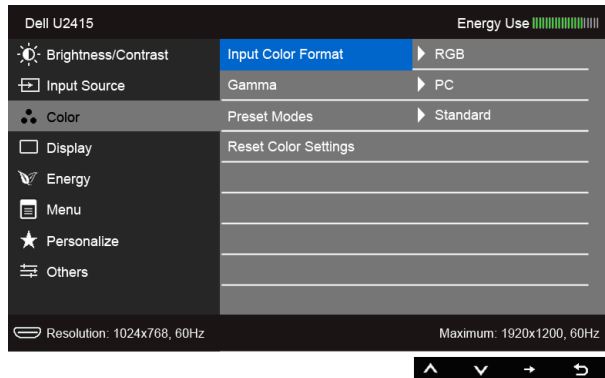 Dell U2415 Energy Use
Brightness/Contrast Input Color Format RGB
Input Source Gamma PC
Color Preset Modes Standard
Display Reset Color Settings
Energy
Menu
Personalize
Others
Resolution: 1024x768, 60Hz Maximum: 1920x1200, 60Hz